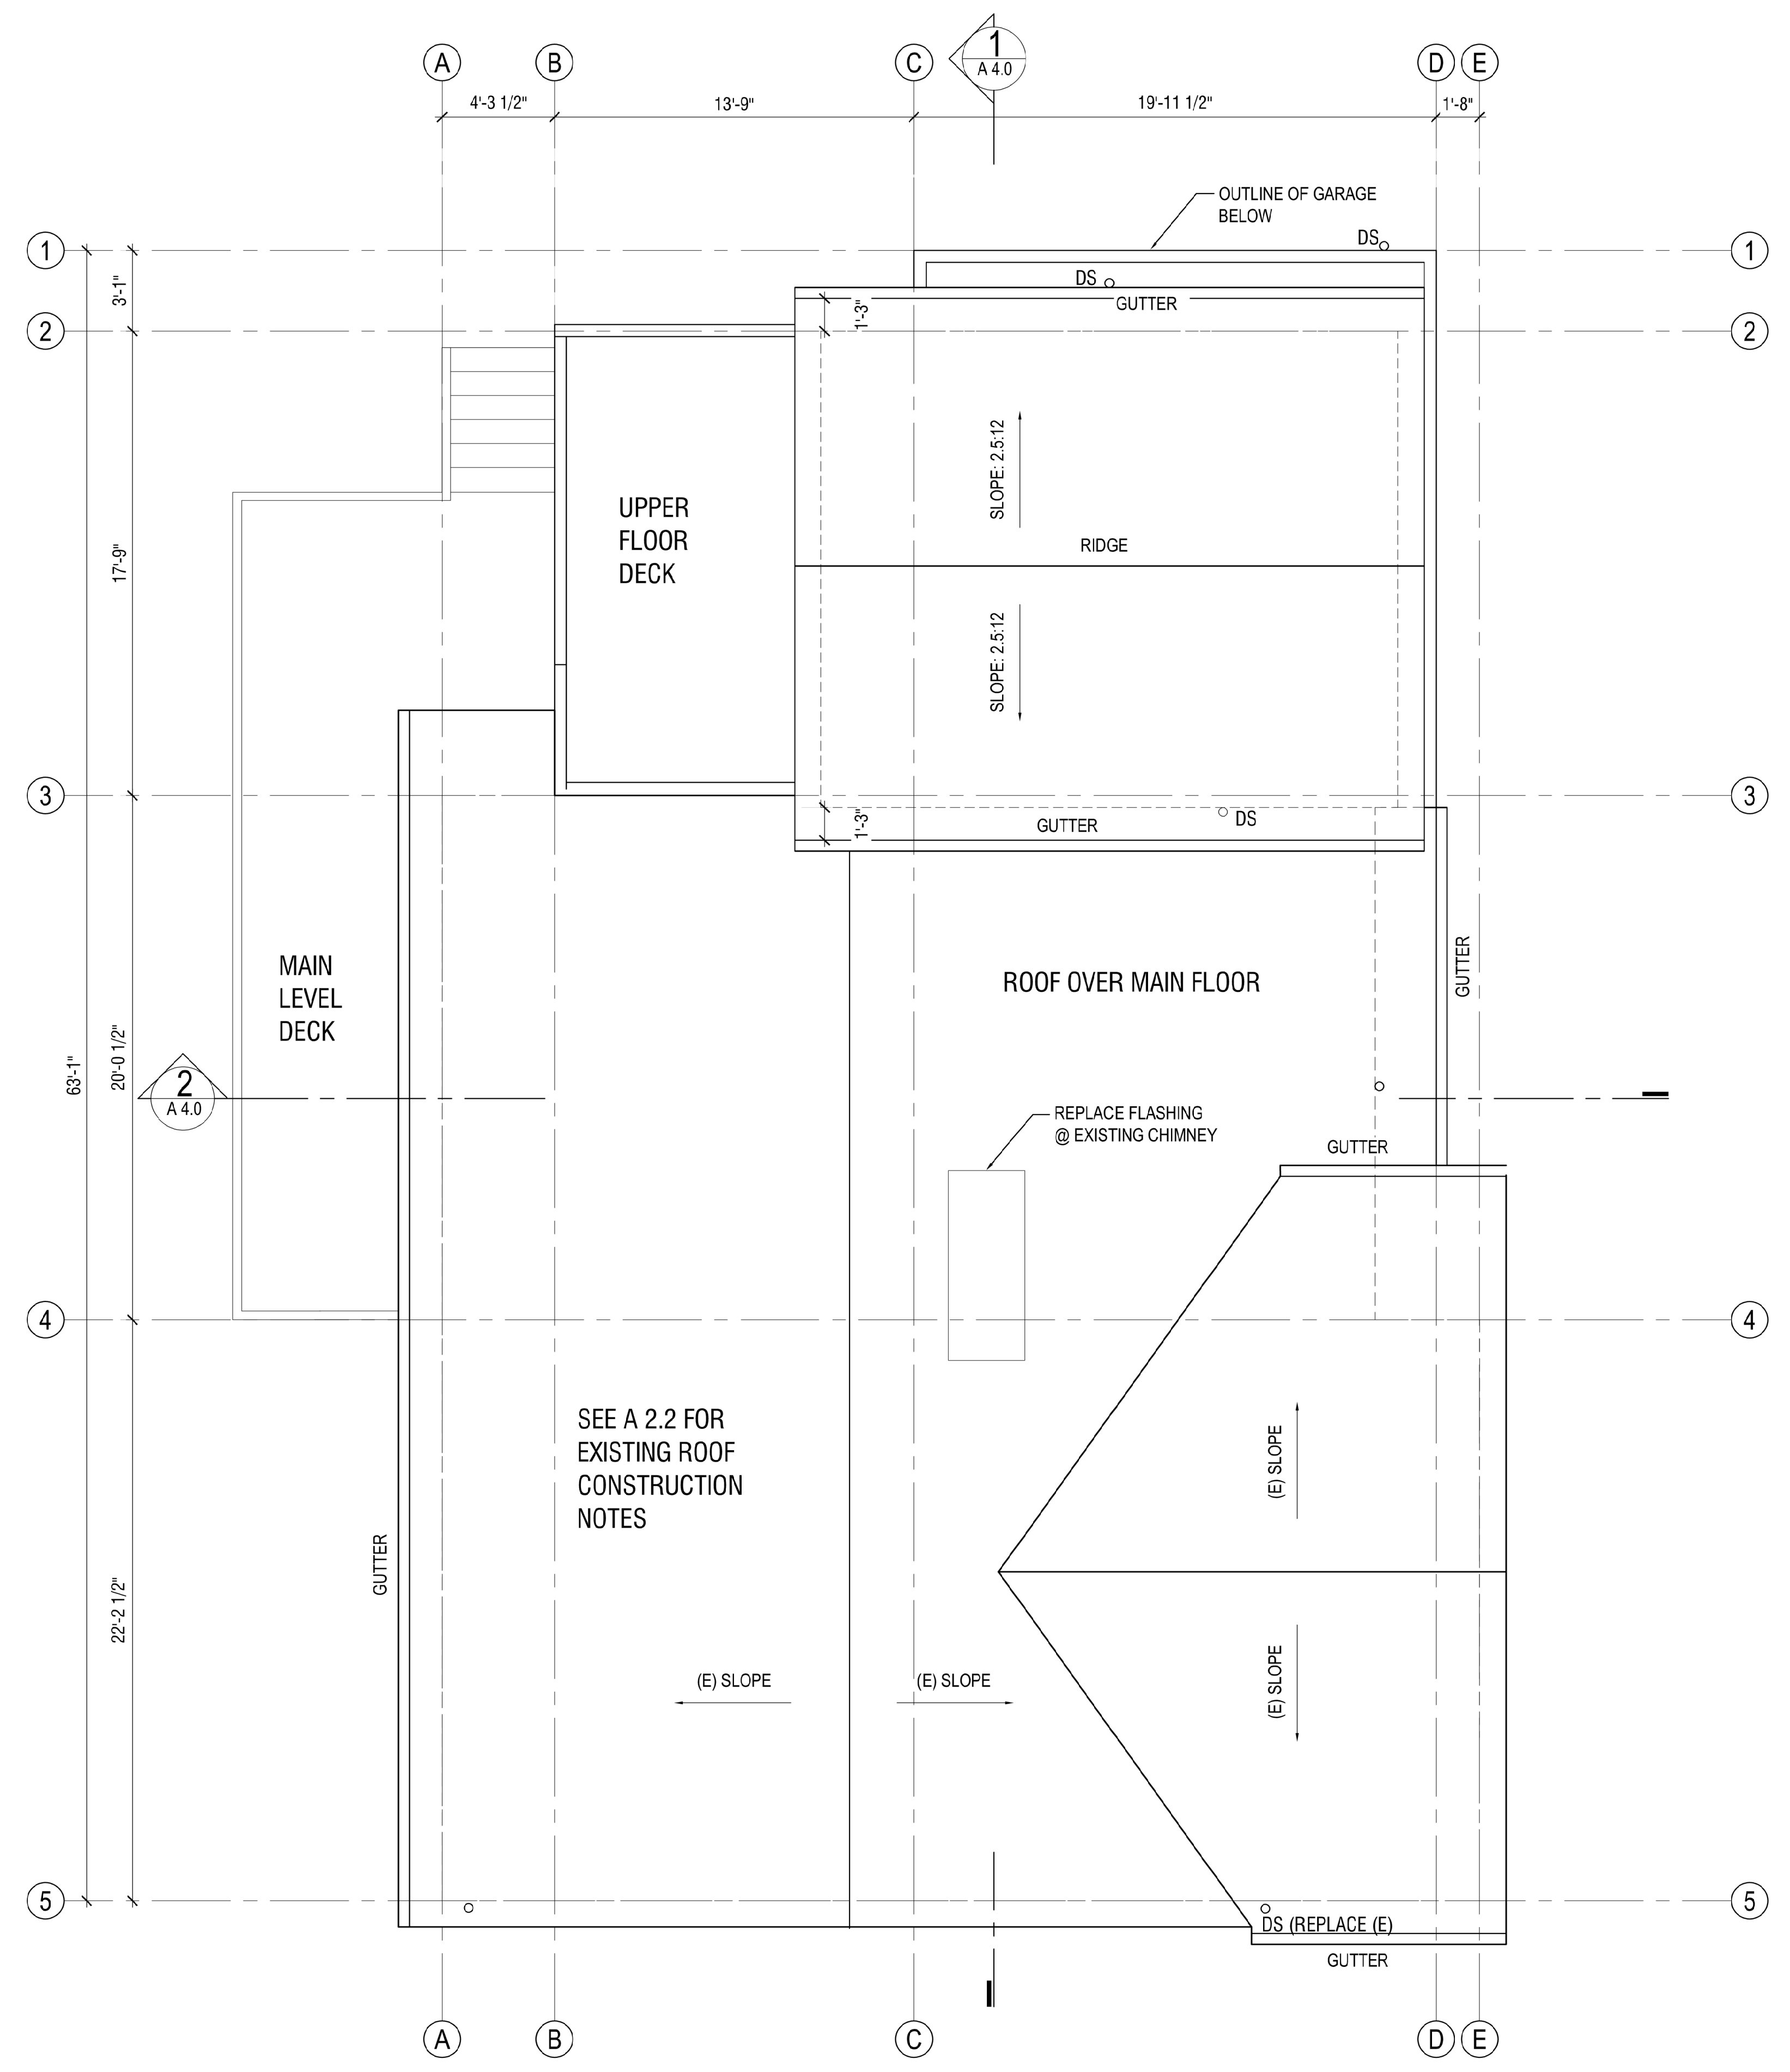 A B C D E
1
A 4.0
4'-3 1/2" 13'-9" 19'-11 1/2" 1'-8"
OUTLINE OF GARAGE
BELOW
DS
1 1
DS
GUTTER
3'-1"
1'-3"
2 2
SLOPE: 2.5:12
UPPER
FLOOR
DECK
RIDGE
17'-9"
SLOPE: 2.5:12
3 3
1'-3"
GUTTER
DS
MAIN
LEVEL
DECK
ROOF OVER MAIN FLOOR
GUTTER
63'-1"
20'-0 1/2"
2
A 4.0
REPLACE FLASHING
@ EXISTING CHIMNEY
GUTTER
4 4
SEE A 2.2 FOR
EXISTING ROOF
CONSTRUCTION
NOTES
(E) SLOPE
GUTTER
22'-2 1/2"
(E) SLOPE
(E) SLOPE
(E) SLOPE
5 5
DS (REPLACE (E)
GUTTER
A B C D E